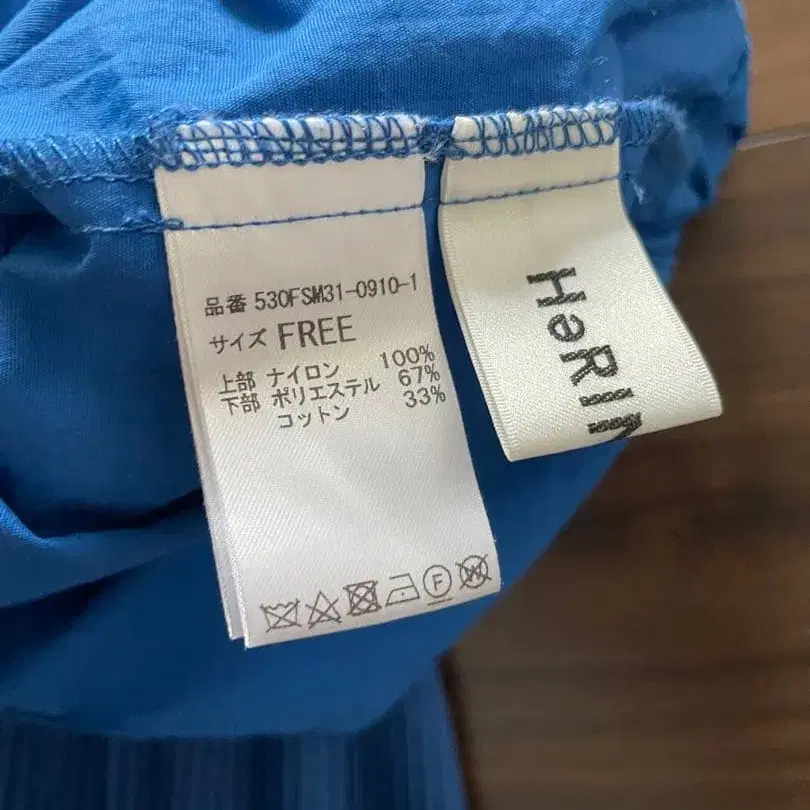 品番 530FSM31-0910-1
サイズ FREE
上部 ナイロン 100%
下部 ポリエステル 67%
コットン 33%
F
W